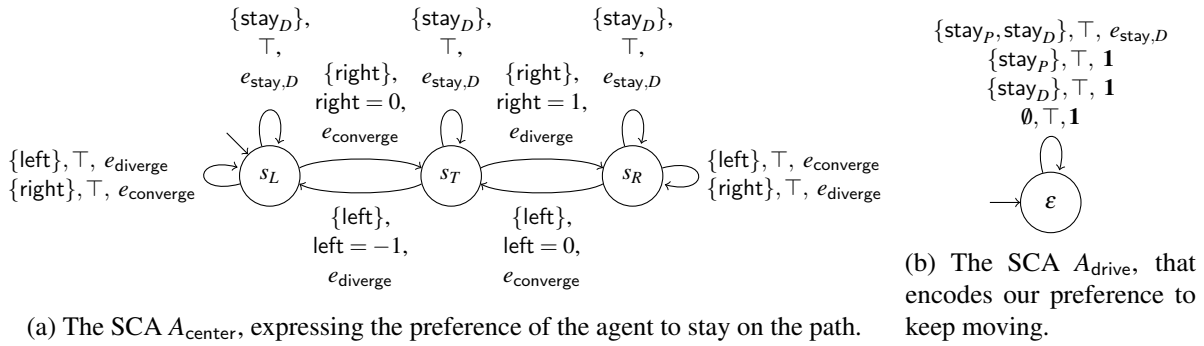 {stay_D},
⊤,
e_stay,D
{stay_D},
⊤,
e_stay,D
{stay_D},
⊤,
e_stay,D
{right},
right = 0,
e_converge
{right},
right = 1,
e_diverge
{left}, ⊤, e_diverge
{right}, ⊤, e_converge
s_L
s_T
s_R
{left}, ⊤, e_converge
{right}, ⊤, e_diverge
{left},
left = −1,
e_diverge
{left},
left = 0,
e_converge
(a) The SCA A_center, expressing the preference of the agent to stay on the path.
{stay_P, stay_D}, ⊤, e_stay,D
{stay_P}, ⊤, 1
{stay_D}, ⊤, 1
∅, ⊤, 1
ε
(b) The SCA A_drive, that
encodes our preference to
keep moving.